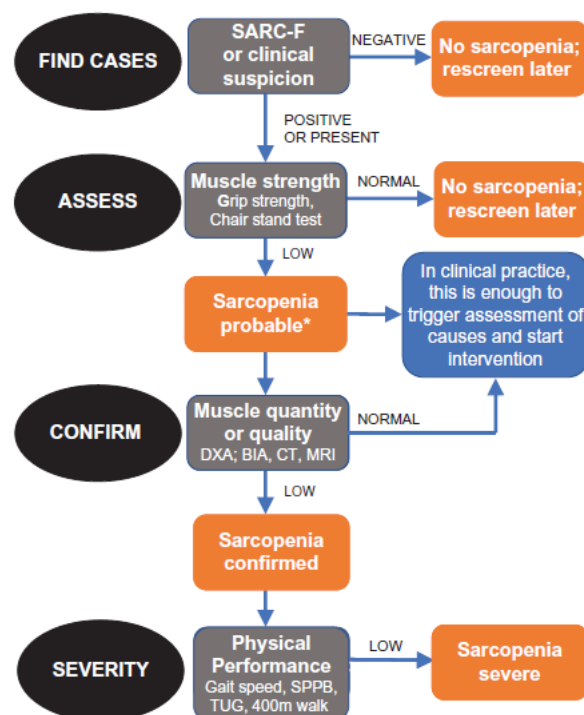 FIND CASES
SARC-F
or clinical
suspicion
NEGATIVE
No sarcopenia;
rescreen later
POSITIVE
OR PRESENT
ASSESS
Muscle strength
Grip strength,
Chair stand test
NORMAL
No sarcopenia;
rescreen later
LOW
Sarcopenia
probable*
In clinical practice,
this is enough to
trigger assessment of
causes and start
intervention
CONFIRM
Muscle quantity
or quality
DXA; BIA, CT, MRI
NORMAL
LOW
Sarcopenia
confirmed
SEVERITY
Physical
Performance
Gait speed, SPPB,
TUG, 400m walk
LOW
Sarcopenia
severe